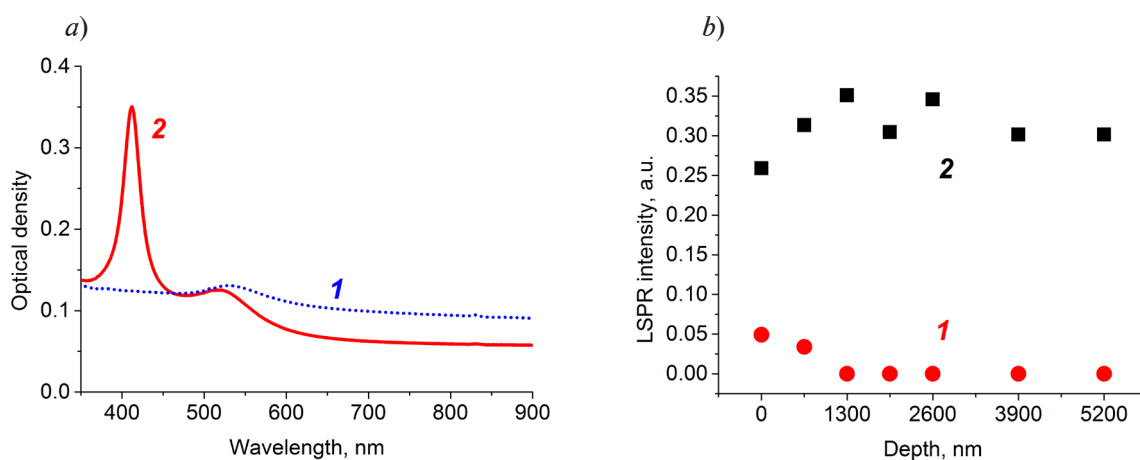 a)
0.4
0.3
0.2
0.1
0.0
Optical density
2
1
400 500 600 700 800 900
Wavelength, nm
b)
0.35
0.30
0.25
0.20
0.15
0.10
0.05
0.00
LSPR intensity, a.u.
2
1
0 1300 2600 3900 5200
Depth, nm